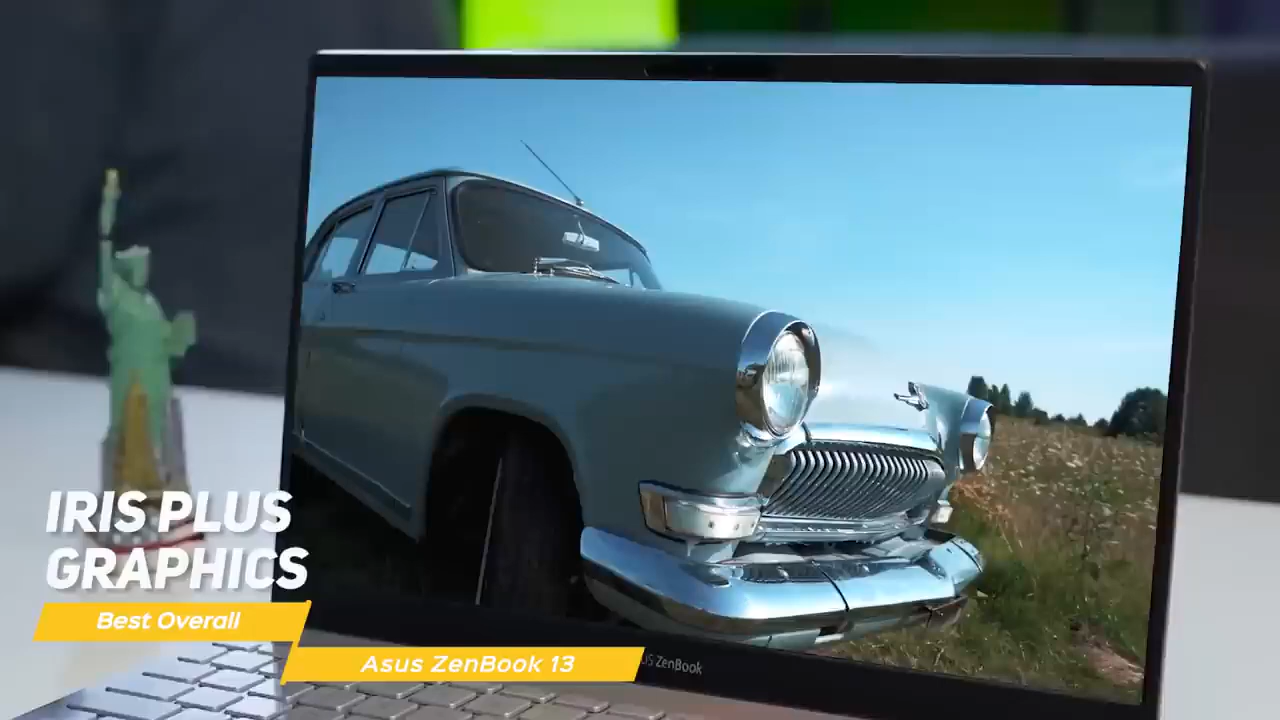 IRIS PLUS
GRAPHICS
Best Overall
Asus ZenBook 13
ZenBook